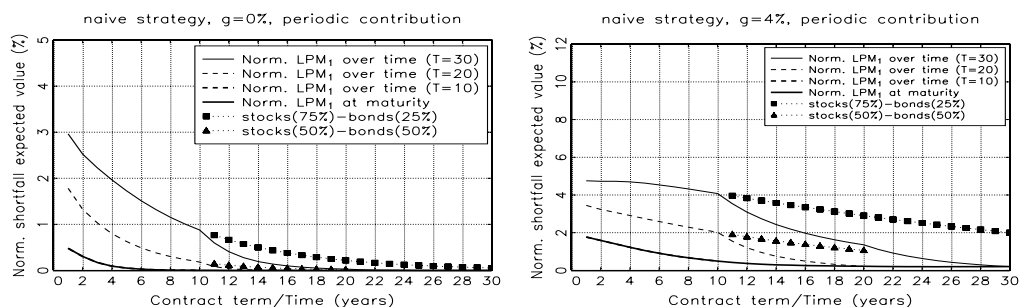 naive strategy, g=0%, periodic contribution
Norm. shortfall expected value (%)
5
4
3
2
1
0
Norm. LPM1 over time (T=30)
Norm. LPM1 over time (T=20)
Norm. LPM1 over time (T=10)
Norm. LPM1 at maturity
stocks(75%)-bonds(25%)
stocks(50%)-bonds(50%)
0 2 4 6 8 10 12 14 16 18 20 22 24 26 28 30
Contract term/Time (years)
naive strategy, g=4%, periodic contribution
Norm. shortfall expected value (%)
12
10
8
6
4
2
0
Norm. LPM1 over time (T=30)
Norm. LPM1 over time (T=20)
Norm. LPM1 over time (T=10)
Norm. LPM1 at maturity
stocks(75%)-bonds(25%)
stocks(50%)-bonds(50%)
0 2 4 6 8 10 12 14 16 18 20 22 24 26 28 30
Contract term/Time (years)